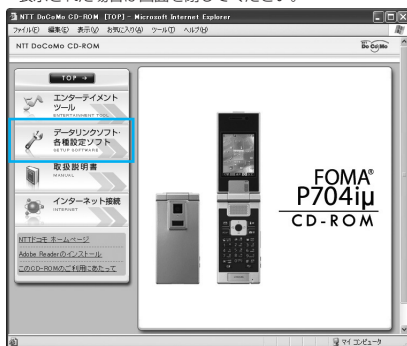 表示された場合は画面を閉じてください。
NTT DoCoMo CD-ROM [TOP] - Microsoft Internet Explorer
ファイル(F) 編集(E) 表示(V) お気に入り(A) ツール(T) ヘルプ(H)
NTT DoCoMo CD-ROM
DoCoMo
TOP →
エンターテイメント
ツール
ENTERTAINMENT TOOL
データリンクソフト・
各種設定ソフト
SETUP SOFTWARE
取扱説明書
MANUAL
インターネット接続
INTERNET
NTTドコモ ホームページ
Adobe Readerのインストール
このCD-ROMのご利用にあたって
FOMA®
P704iμ
CD-ROM
マイ コンピュータ